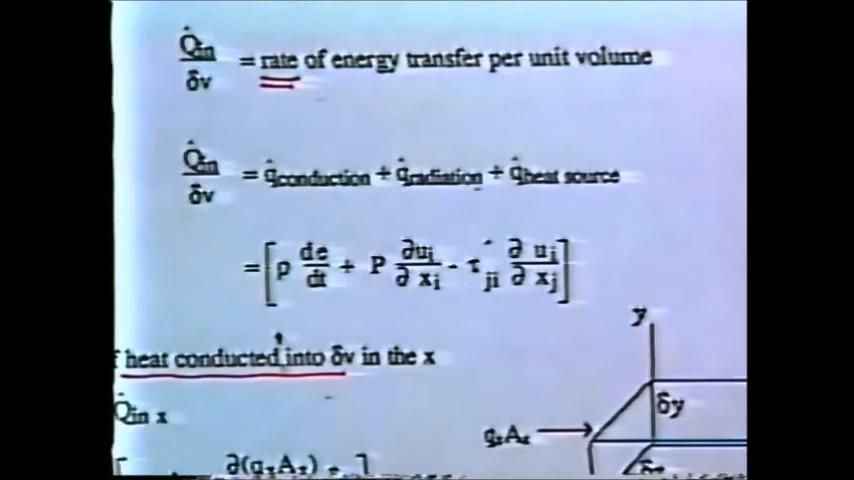 Q̇in/δv = rate of energy transfer per unit volume
Q̇in/δv = q̇conduction + q̇radiation + q̇heat source
= [ρ de/dt + P ∂ui/∂xi - τ'ji ∂ui/∂xj]
f heat conducted into δv in the x
Q̇in x
y
δy
qxAx
∂(qxAx)